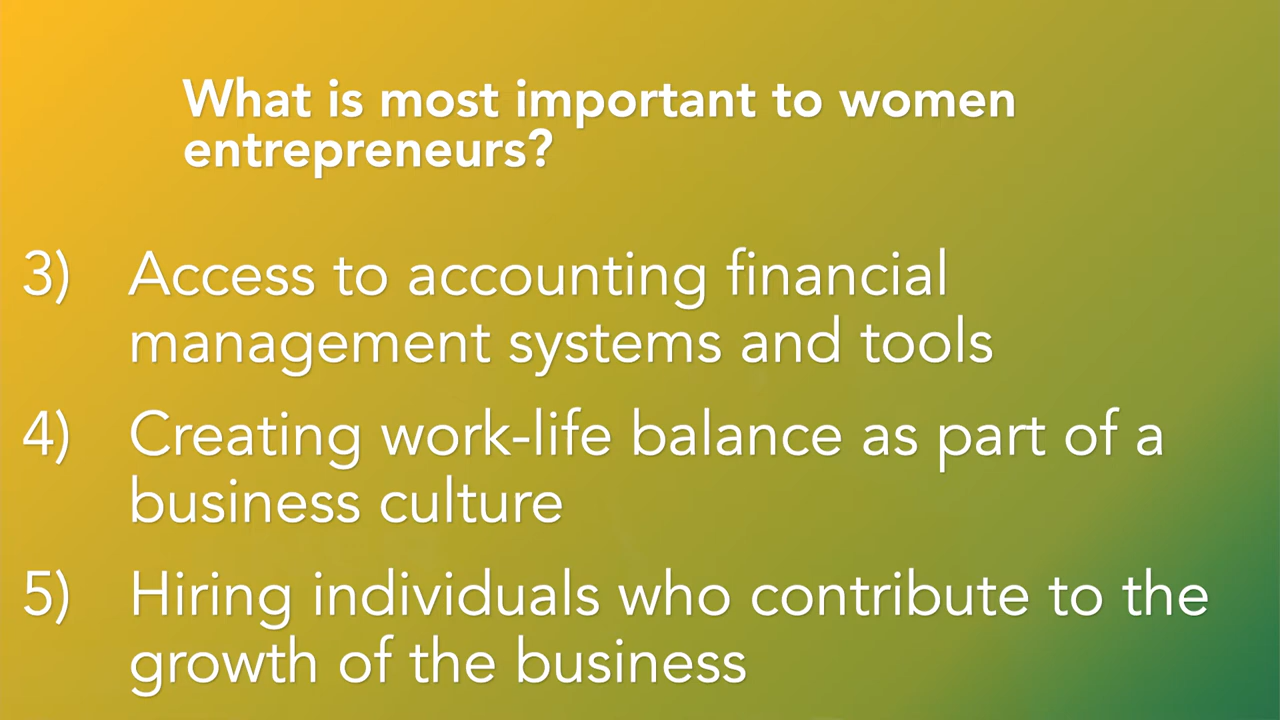 What is most important to women
entrepreneurs?
3) Access to accounting financial
management systems and tools
4) Creating work-life balance as part of a
business culture
5) Hiring individuals who contribute to the
growth of the business